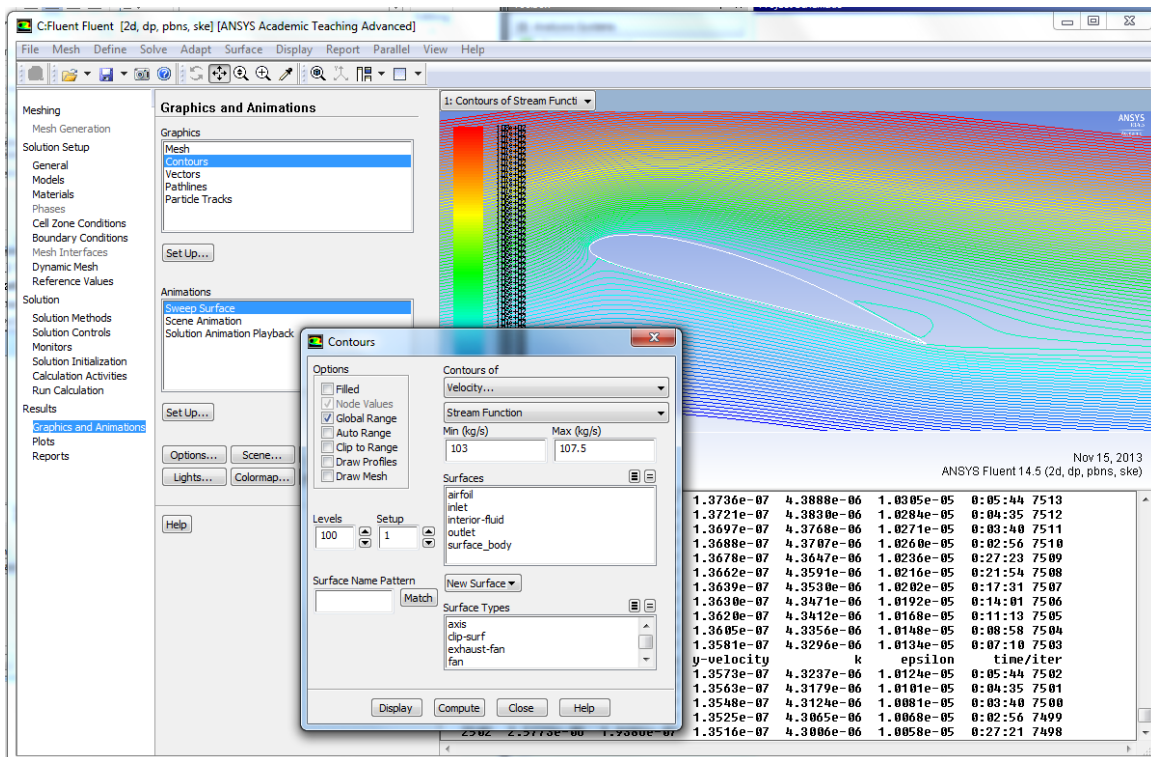 C:Fluent Fluent [2d, dp, pbns, ske] [ANSYS Academic Teaching Advanced]
File Mesh Define Solve Adapt Surface Display Report Parallel View Help
Meshing
Mesh Generation
Solution Setup
General
Models
Materials
Phases
Cell Zone Conditions
Boundary Conditions
Mesh Interfaces
Dynamic Mesh
Reference Values
Solution
Solution Methods
Solution Controls
Monitors
Solution Initialization
Calculation Activities
Run Calculation
Results
Graphics and Animations
Plots
Reports
Graphics and Animations
Graphics
Mesh
Contours
Vectors
Pathlines
Particle Tracks
Set Up...
Animations
Sweep Surface
Scene Animation
Solution Animation Playback
Set Up...
Options... Scene...
Lights... Colormap...
Help
1: Contours of Stream Functi
ANSYS
Nov 15, 2013
ANSYS Fluent 14.5 (2d, dp, pbns, ske)
Contours
Options
Filled
Node Values
Global Range
Auto Range
Clip to Range
Draw Profiles
Draw Mesh
Levels Setup
100 1
Surface Name Pattern
Match
Contours of
Velocity...
Stream Function
Min (kg/s) Max (kg/s)
103 107.5
Surfaces
airfoil
inlet
interior-fluid
outlet
surface_body
New Surface
Surface Types
axis
clip-surf
exhaust-fan
fan
Display Compute Close Help
1.3736e-07 4.3888e-06 1.0305e-05 0:05:44 7513
1.3721e-07 4.3830e-06 1.0284e-05 0:04:35 7512
1.3697e-07 4.3768e-06 1.0271e-05 0:03:40 7511
1.3688e-07 4.3707e-06 1.0260e-05 0:02:56 7510
1.3678e-07 4.3647e-06 1.0236e-05 0:27:23 7509
1.3662e-07 4.3591e-06 1.0216e-05 0:21:54 7508
1.3639e-07 4.3530e-06 1.0202e-05 0:17:31 7507
1.3630e-07 4.3471e-06 1.0192e-05 0:14:01 7506
1.3620e-07 4.3412e-06 1.0168e-05 0:11:13 7505
1.3605e-07 4.3356e-06 1.0148e-05 0:08:58 7504
1.3581e-07 4.3296e-06 1.0134e-05 0:07:10 7503
y-velocity k epsilon time/iter
1.3573e-07 4.3237e-06 1.0124e-05 0:05:44 7502
1.3563e-07 4.3179e-06 1.0101e-05 0:04:35 7501
1.3548e-07 4.3124e-06 1.0081e-05 0:03:40 7500
1.3525e-07 4.3065e-06 1.0068e-05 0:02:56 7499
1.3516e-07 4.3006e-06 1.0058e-05 0:27:21 7498